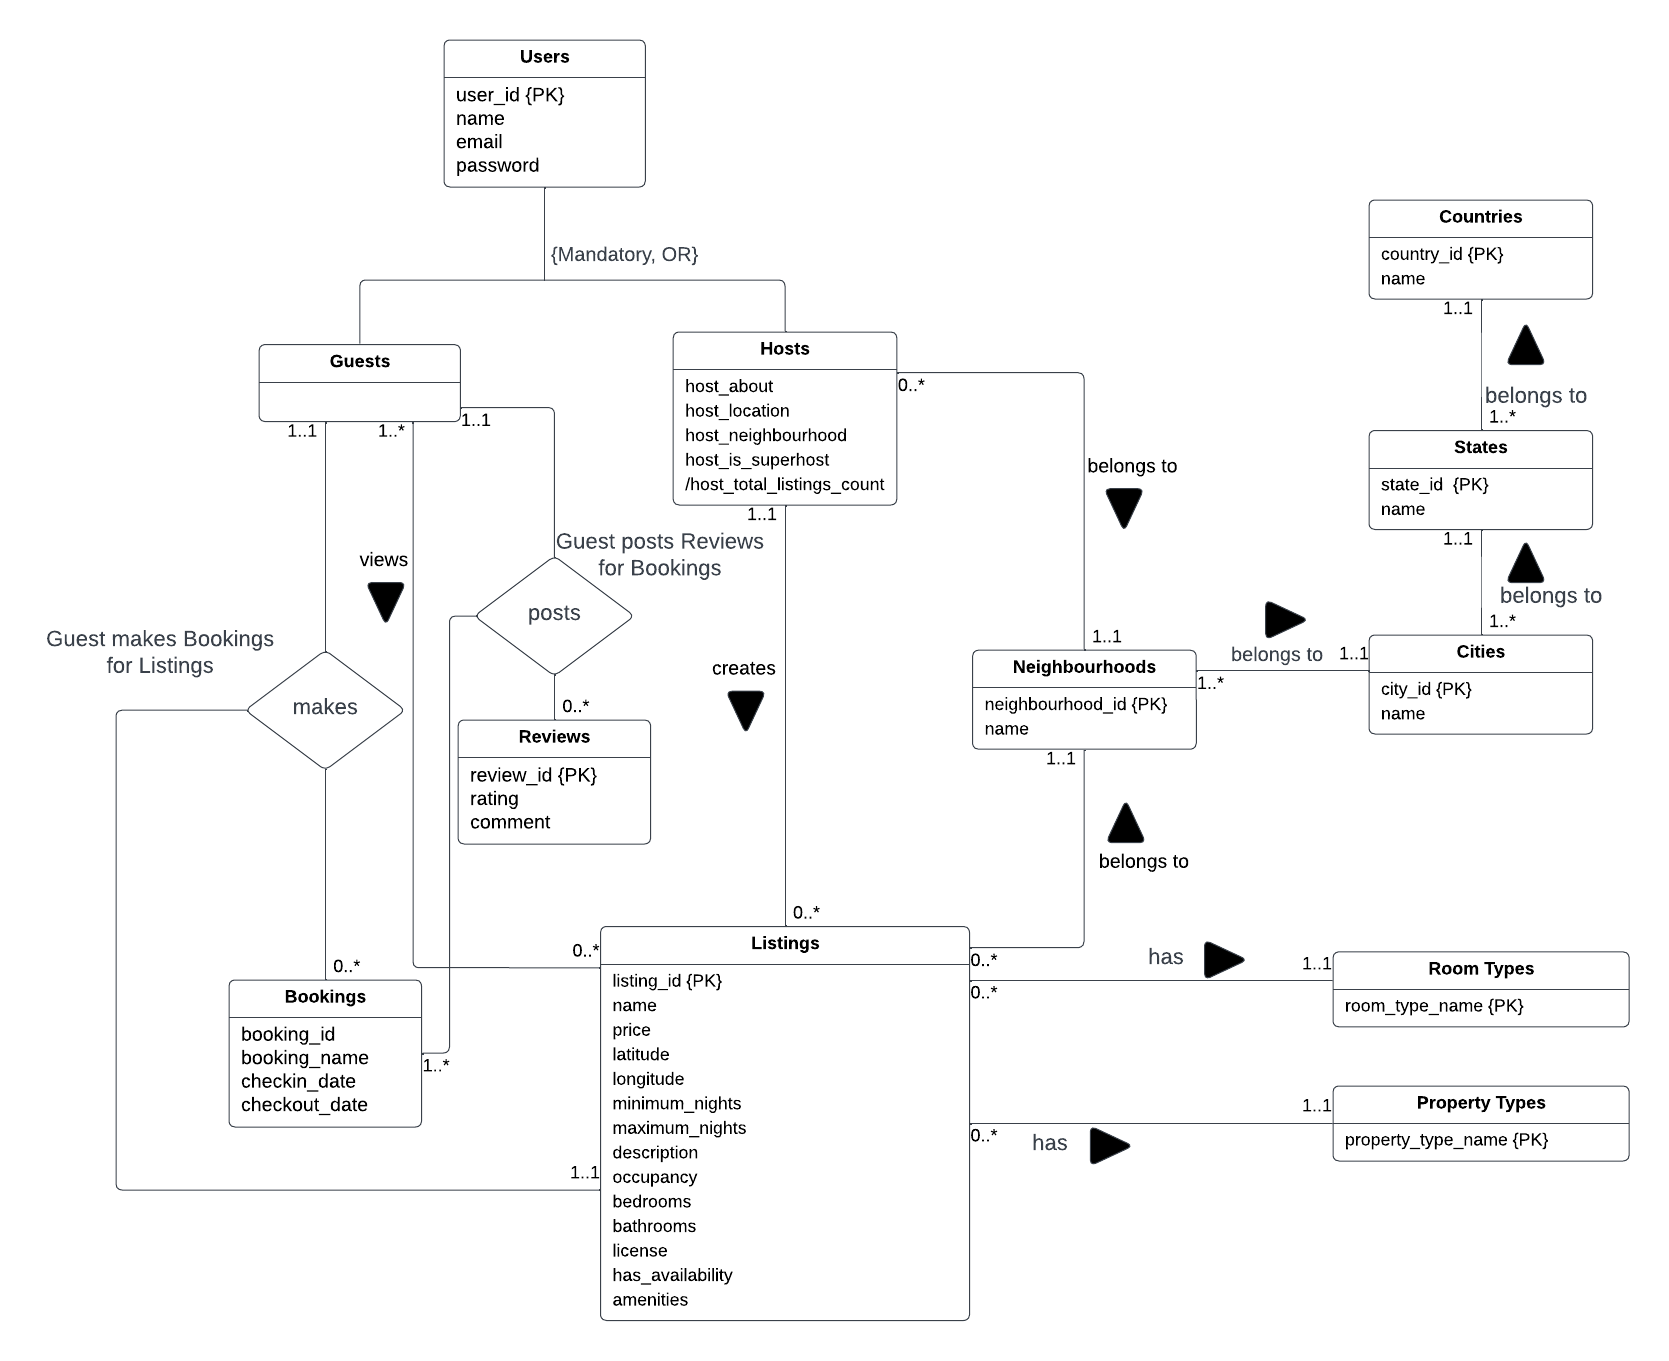 Users
user_id {PK}
name
email
password
{Mandatory, OR}
Countries
country_id {PK}
name
1..1
belongs to
1..*
Guests
1..1
1..*
1..1
Hosts
host_about
host_location
host_neighbourhood
host_is_superhost
/host_total_listings_count
0..*
1..1
belongs to
States
state_id  {PK}
name
1..1
belongs to
1..*
views
Guest posts Reviews
for Bookings
posts
Guest makes Bookings
for Listings
makes
creates
1..1
Neighbourhoods
neighbourhood_id {PK}
name
1..*
belongs to
1..1
Cities
city_id {PK}
name
0..*
Reviews
review_id {PK}
rating
comment
1..1
belongs to
0..*
0..*
Bookings
booking_id
booking_name
checkin_date
checkout_date
1..*
0..*
1..1
Listings
listing_id {PK}
name
price
latitude
longitude
minimum_nights
maximum_nights
description
occupancy
bedrooms
bathrooms
license
has_availability
amenities
0..*
0..*
has
1..1
Room Types
room_type_name {PK}
0..*
has
1..1
Property Types
property_type_name {PK}